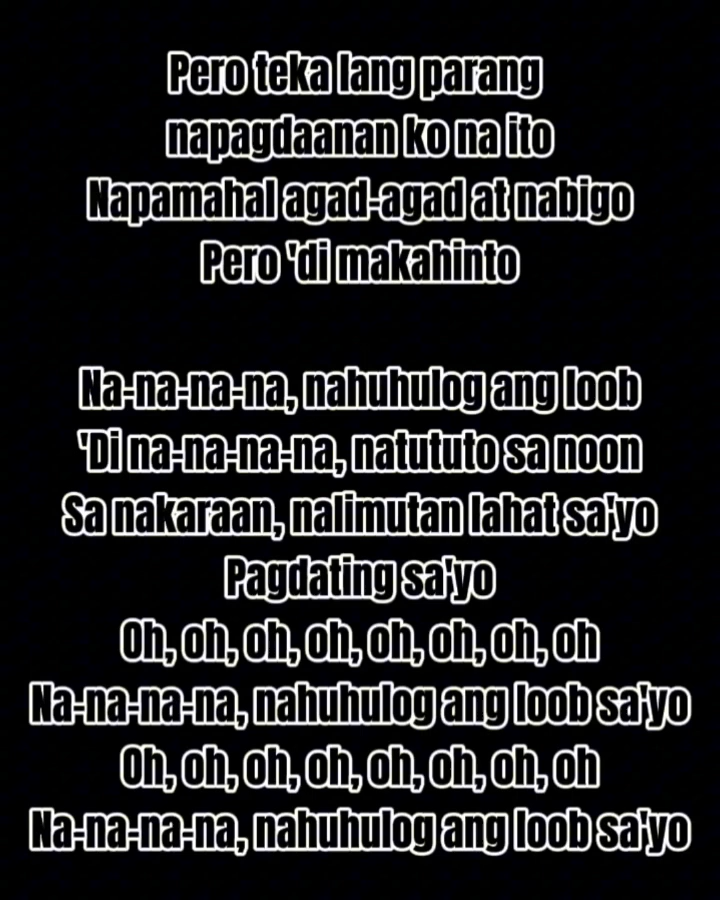 Pero teka lang parang
napagdaanan ko na ito
Napamahal agad-agad at nabigo
Pero 'di makahinto
Na-na-na-na, nahuhulog ang loob
'Di na-na-na-na, natututo sa noon
Sa nakaraan, nalimutan lahat sa'yo
Pagdating sa'yo
Oh, oh, oh, oh, oh, oh, oh, oh
Na-na-na-na, nahuhulog ang loob sa'yo
Oh, oh, oh, oh, oh, oh, oh, oh
Na-na-na-na, nahuhulog ang loob sa'yo